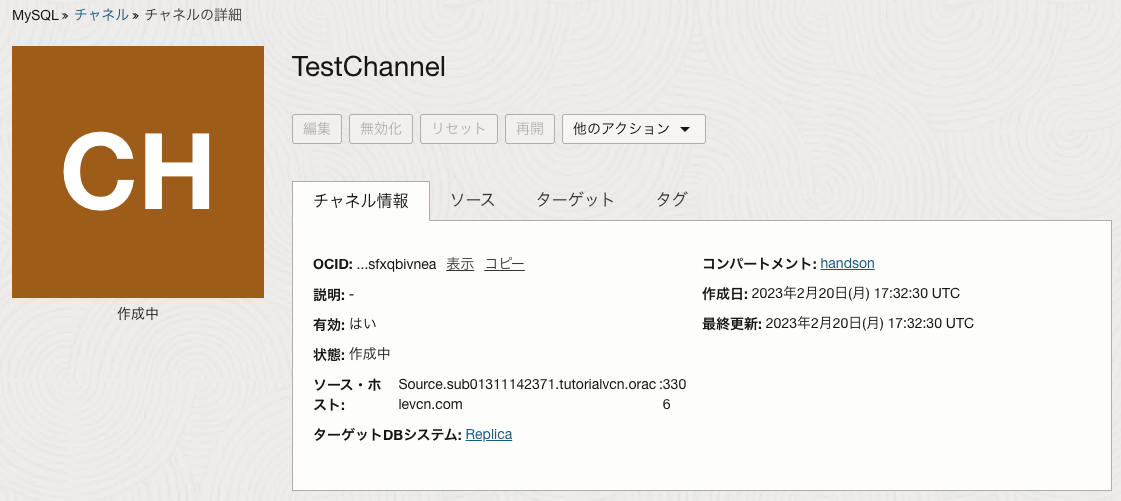 MySQL » チャネル » チャネルの詳細
CH
作成中
TestChannel
編集 無効化 リセット 再開 他のアクション
チャネル情報 ソース ターゲット タグ
OCID: ...sfxqbivnea 表示 コピー
説明: -
有効: はい
状態: 作成中
ソース・ホ Source.sub01311142371.tutorialvcn.orac :330
スト: levcn.com 6
ターゲットDBシステム: Replica
コンパートメント: handson
作成日: 2023年2月20日(月) 17:32:30 UTC
最終更新: 2023年2月20日(月) 17:32:30 UTC